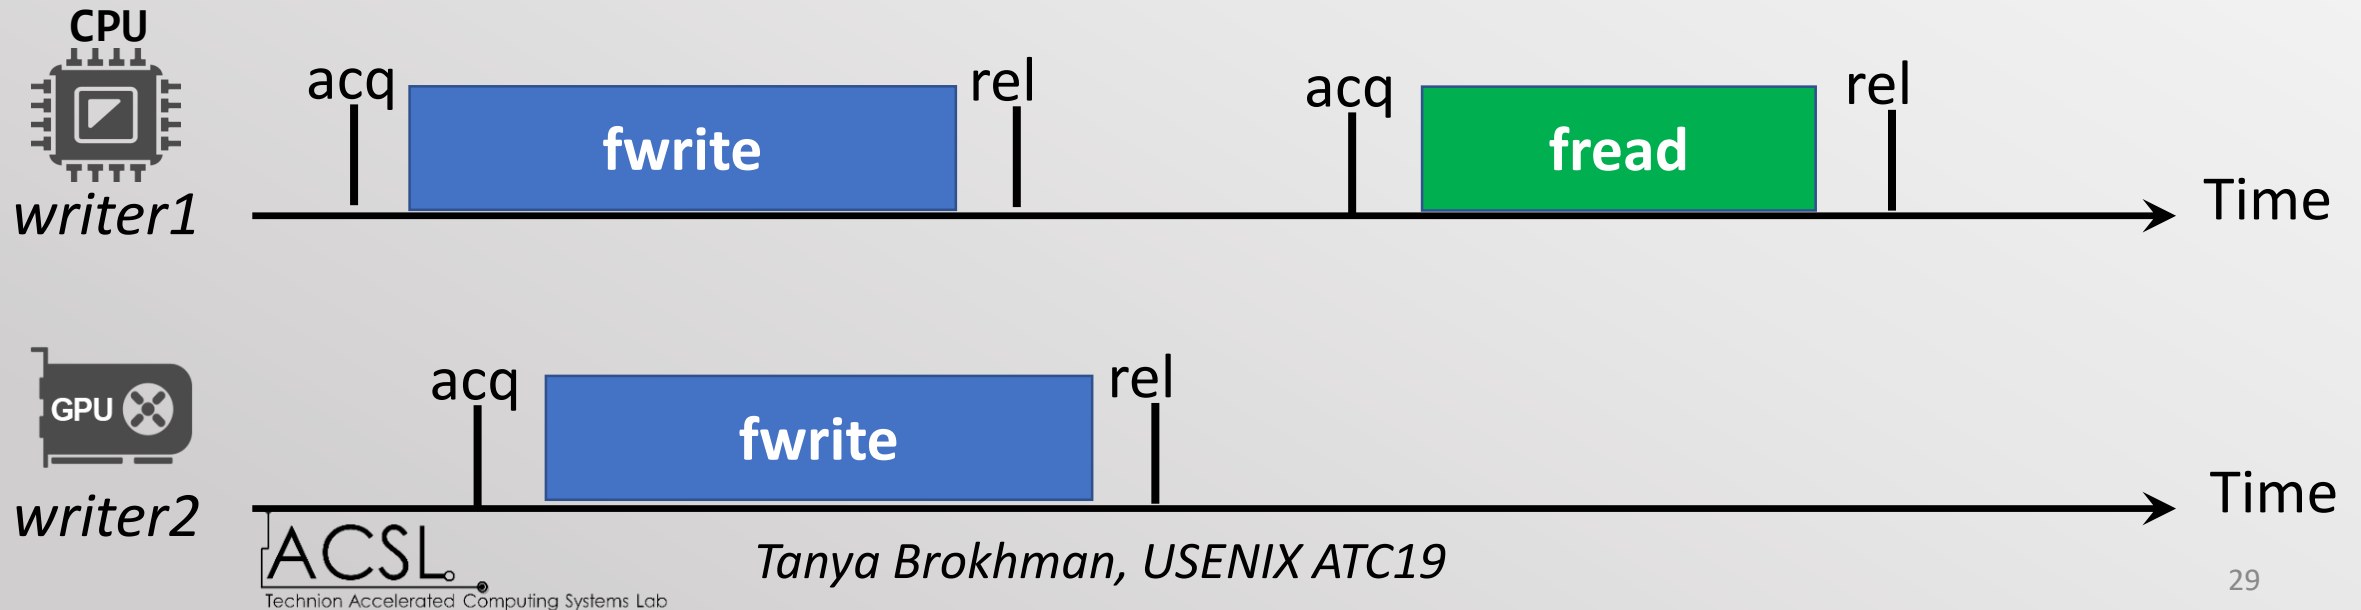 CPU
acq
fwrite
rel
acq
fread
rel
writer1
Time
GPU
acq
fwrite
rel
writer2
Time
ACSL
Technion Accelerated Computing Systems Lab
Tanya Brokhman, USENIX ATC19
29